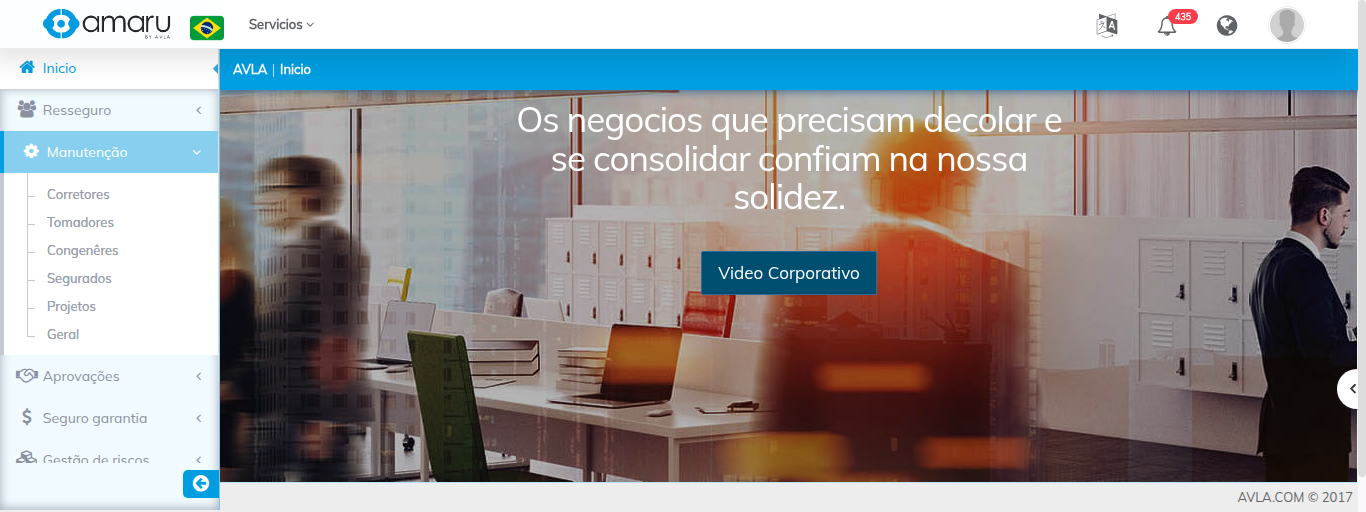 amaru
BY AVLA
Servicios
435
Inicio
AVLA | Inicio
Resseguro
Manutenção
Corretores
Tomadores
Congenêres
Segurados
Projetos
Geral
Aprovações
Seguro garantia
Gestão de riscos
Os negocios que precisam decolar e
se consolidar confiam na nossa
solidez.
Video Corporativo
AVLA.COM © 2017